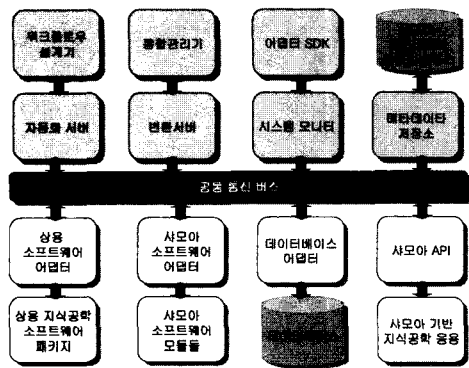 워크플로우
설계기
통합관리기
어댑터 SDK
자동화 서버
변동서버
시스템 모니터
메타데이타
저장소
공통 통신 버스
상용
소프트웨어
어댑터
샤모아
소프트웨어
어댑터
데이터베이스
어댑터
샤모아 API
상용 지식공학
소프트웨어
패키지
샤모아
소프트웨어
모듈들
샤모아 기반
지식공학 응용